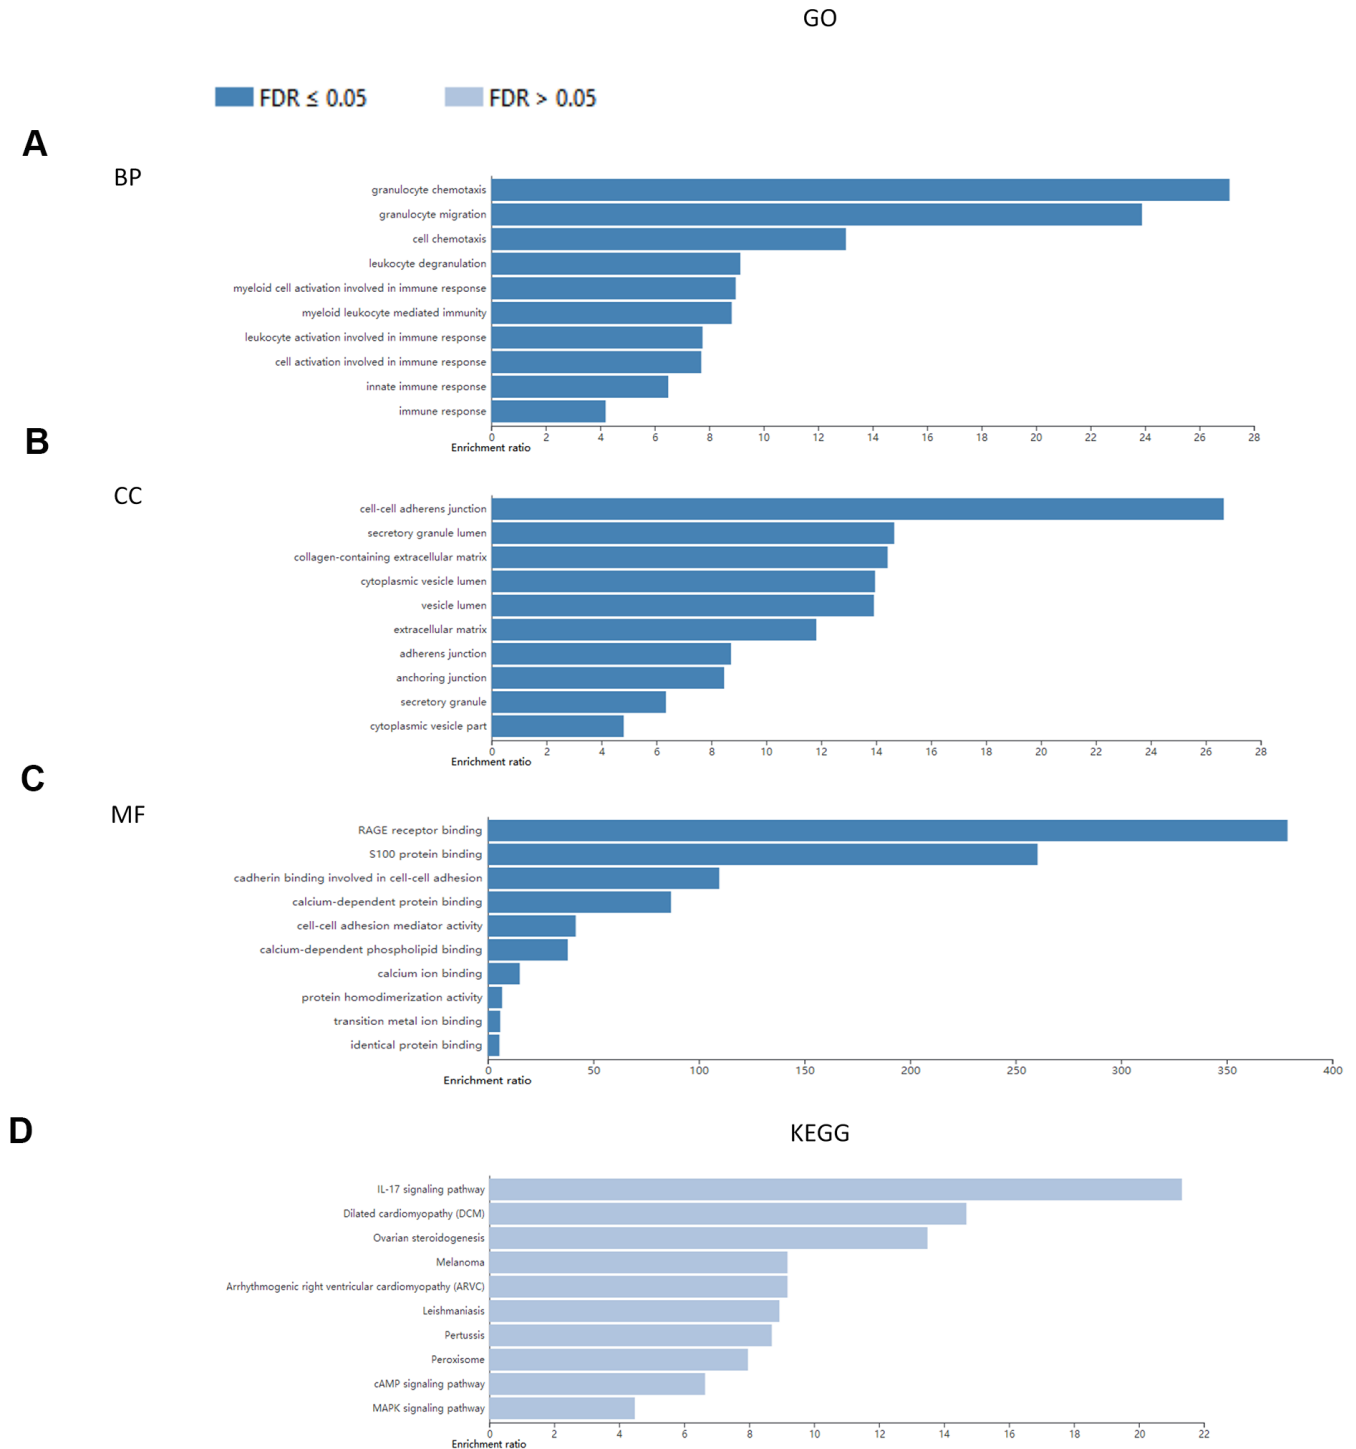 GO
FDR ≤ 0.05 FDR > 0.05
A
BP
granulocyte chemotaxis
granulocyte migration
cell chemotaxis
leukocyte degranulation
myeloid cell activation involved in immune response
myeloid leukocyte mediated immunity
leukocyte activation involved in immune response
cell activation involved in immune response
innate immune response
immune response
0 2 4 6 8 10 12 14 16 18 20 22 24 26 28
Enrichment ratio
B
CC
cell-cell adherens junction
secretory granule lumen
collagen-containing extracellular matrix
cytoplasmic vesicle lumen
vesicle lumen
extracellular matrix
adherens junction
anchoring junction
secretory granule
cytoplasmic vesicle part
0 2 4 6 8 10 12 14 16 18 20 22 24 26 28
Enrichment ratio
C
MF
RAGE receptor binding
S100 protein binding
cadherin binding involved in cell-cell adhesion
calcium-dependent protein binding
cell-cell adhesion mediator activity
calcium-dependent phospholipid binding
calcium ion binding
protein homodimerization activity
transition metal ion binding
identical protein binding
0 50 100 150 200 250 300 350 400
Enrichment ratio
D
KEGG
IL-17 signaling pathway
Dilated cardiomyopathy (DCM)
Ovarian steroidogenesis
Melanoma
Arrhythmogenic right ventricular cardiomyopathy (ARVC)
Leishmaniasis
Pertussis
Peroxisome
cAMP signaling pathway
MAPK signaling pathway
0 2 4 6 8 10 12 14 16 18 20 22
Enrichment ratio